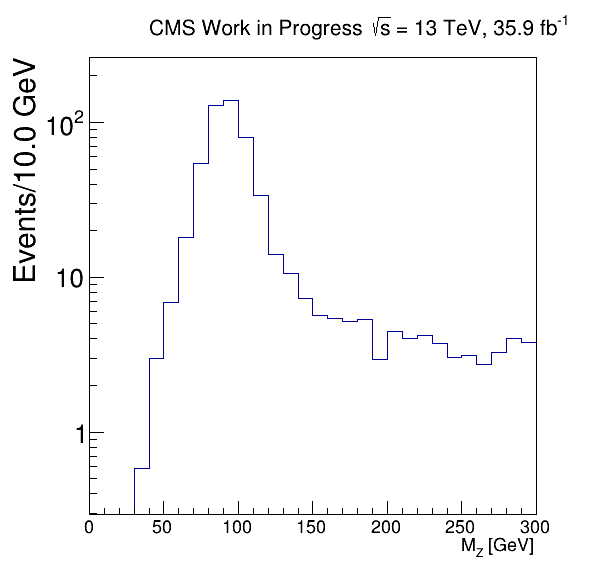 CMS Work in Progress √s = 13 TeV, 35.9 fb⁻¹
Events/10.0 GeV
10²
10
1
0 50 100 150 200 250 300
M_Z [GeV]